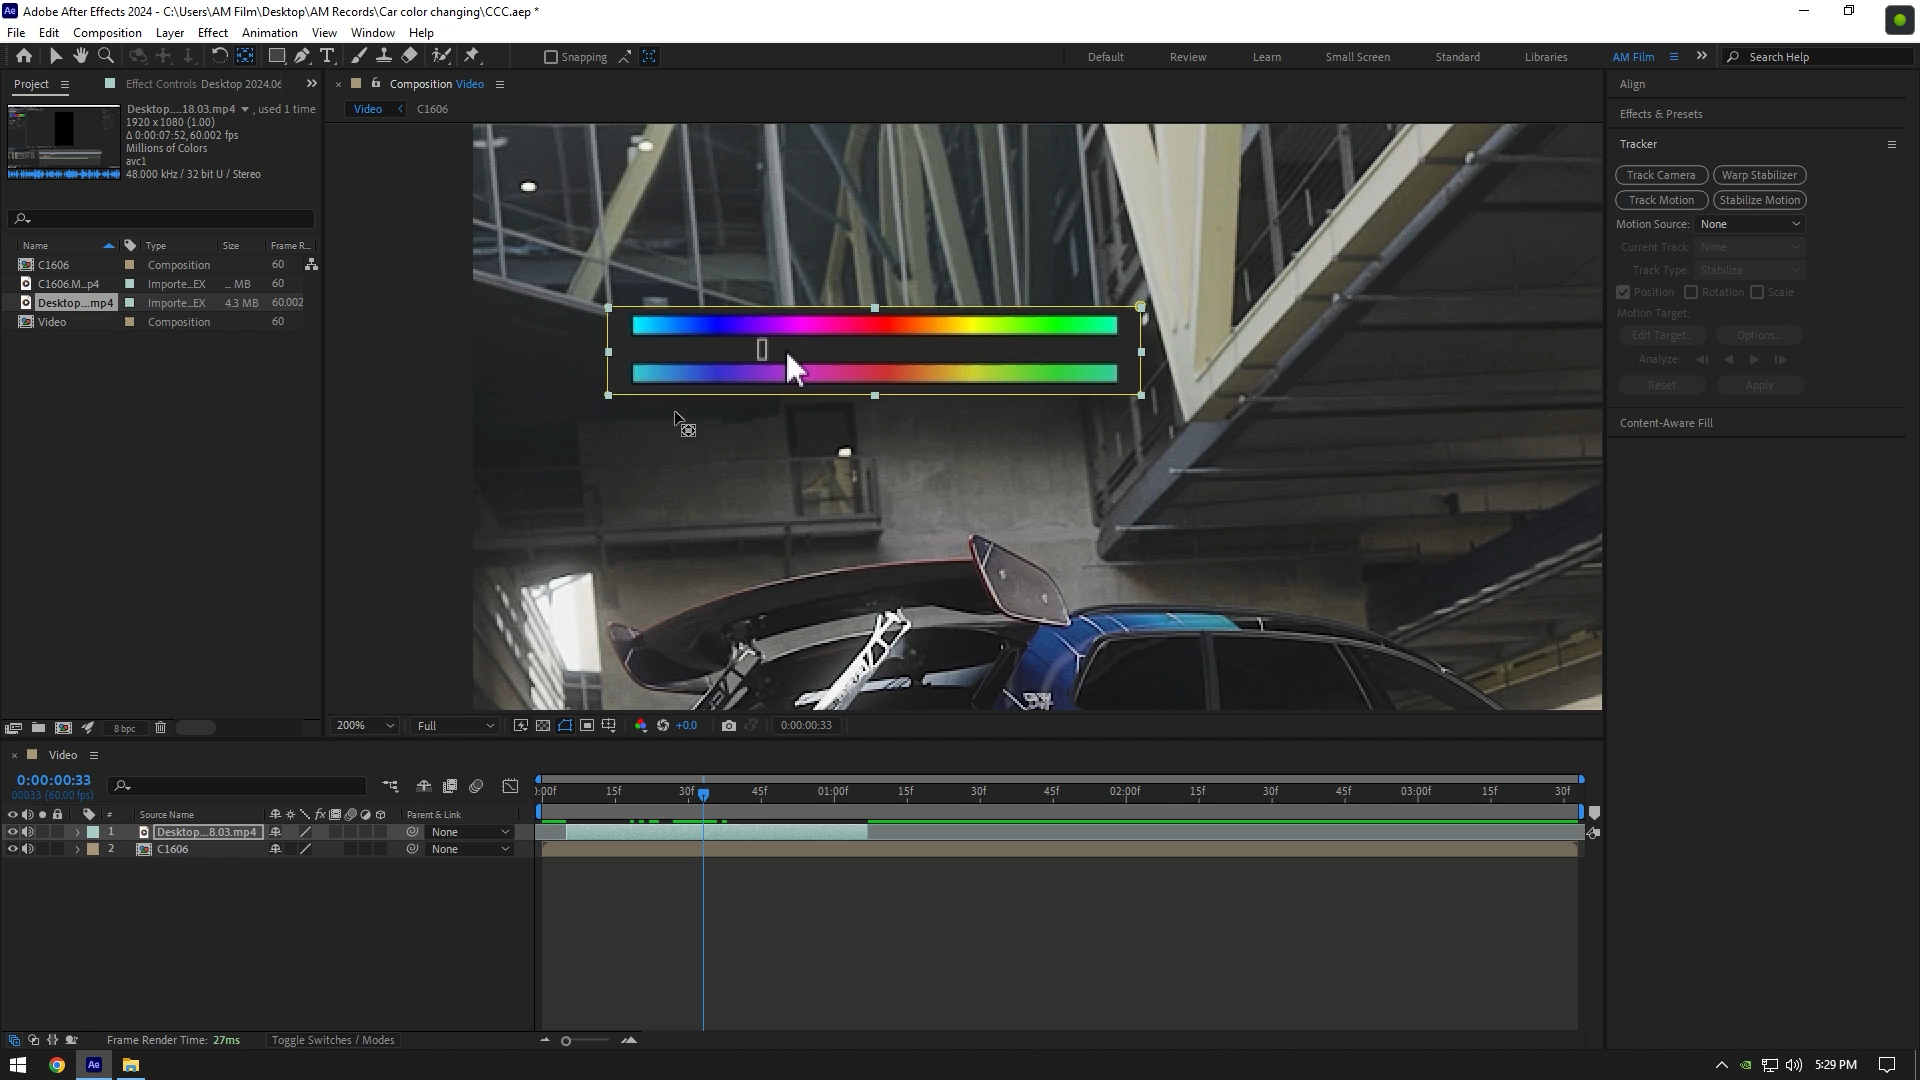 Adobe After Effects 2024 - C:\Users\AM Film\Desktop\AM Records\Car color changing\CCC.aep *
File Edit Composition Layer Effect Animation View Window Help
Snapping
Default Review Learn Small Screen Standard Libraries AM Film Search Help
Project Effect Controls Desktop 2024.06
Composition Video
Video C1606
Desktop....18.03.mp4 , used 1 time
1920 x 1080 (1.00)
Δ 0:00:07:52, 60.002 fps
Millions of Colors
avc1
48.000 kHz / 32 bit U / Stereo
Name Type Size Frame R...
C1606 Composition 60
C1606.M...p4 Importe...EX ... MB 60
Desktop...mp4 Importe...EX 4.3 MB 60.002
Video Composition 60
8 bpc
200% Full +0.0 0:00:00:33
Align
Effects & Presets
Tracker
Track Camera Warp Stabilizer
Track Motion Stabilize Motion
Motion Source: None
Current Track: None
Track Type: Stabilize
Position Rotation Scale
Motion Target:
Edit Target... Options...
Analyze:
Reset Apply
Content-Aware Fill
Video
0:00:00:33
00033 (60.00 fps)
:00f 15f 30f 45f 01:00f 15f 30f 45f 02:00f 15f 30f 45f 03:00f 15f 30f
# Source Name fx Parent & Link
1 Desktop...8.03.mp4 None
2 C1606 None
Frame Render Time: 27ms Toggle Switches / Modes
Ae 5:29 PM